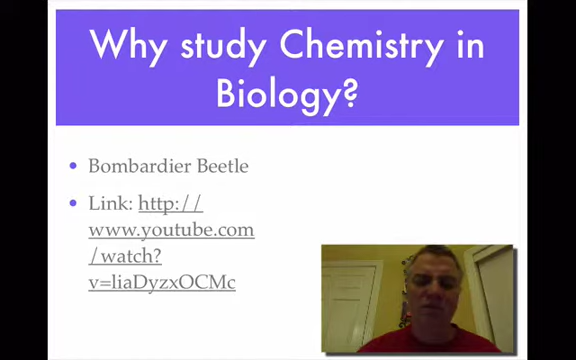 Why study Chemistry in
Biology?
• Bombardier Beetle
• Link: http://
www.youtube.com
/watch?
v=liaDyzxOCMc